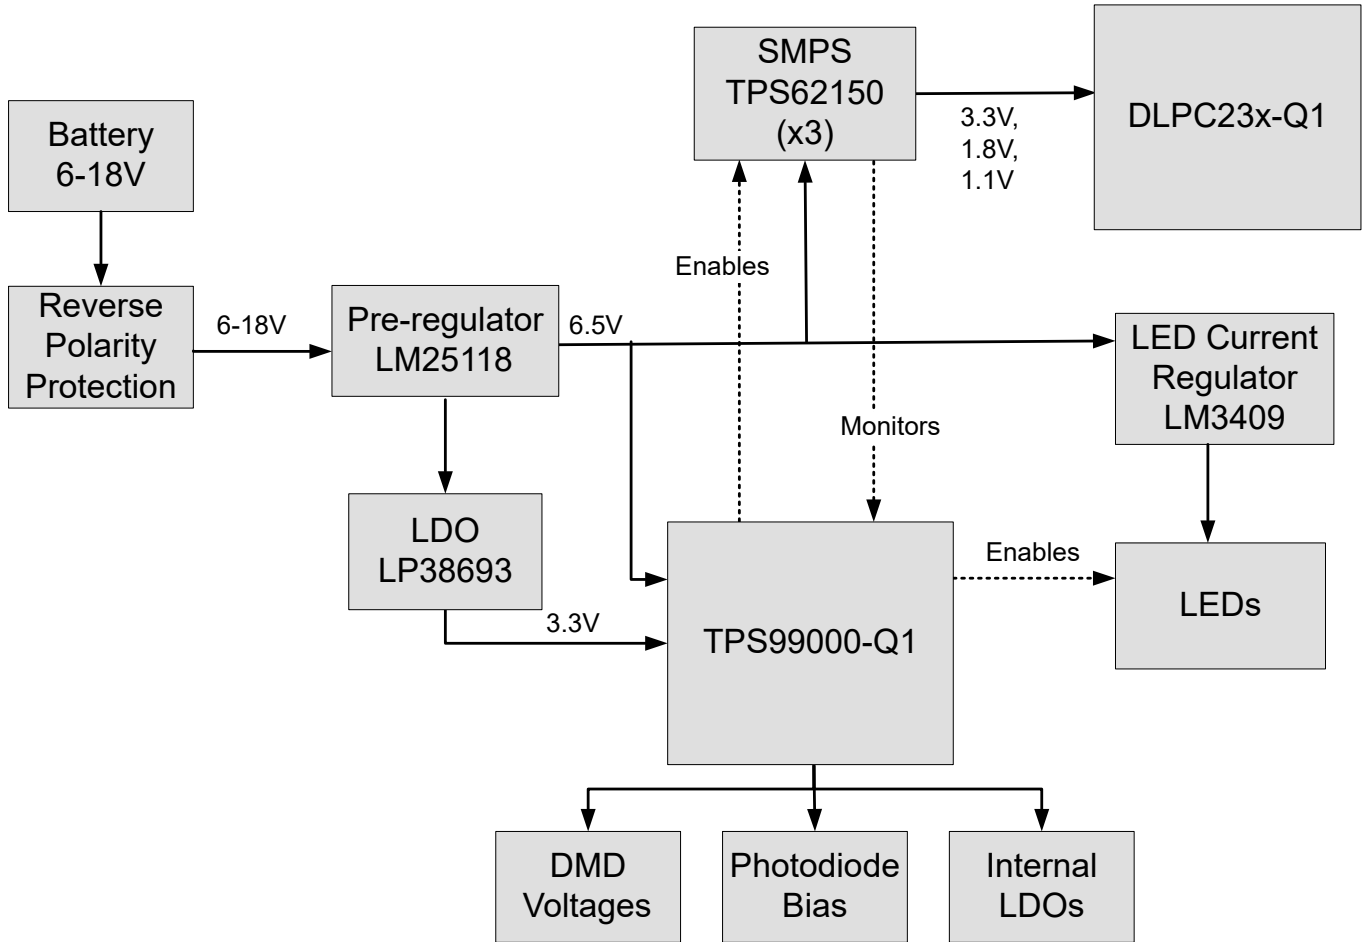 SMPS
TPS62150
(x3)
3.3V,
1.8V,
1.1V
DLPC23x-Q1
Battery
6-18V
Enables
Reverse
Polarity
Protection
6-18V
Pre-regulator
LM25118
6.5V
LED Current
Regulator
LM3409
Monitors
LDO
LP38693
3.3V
TPS99000-Q1
Enables
LEDs
DMD
Voltages
Photodiode
Bias
Internal
LDOs